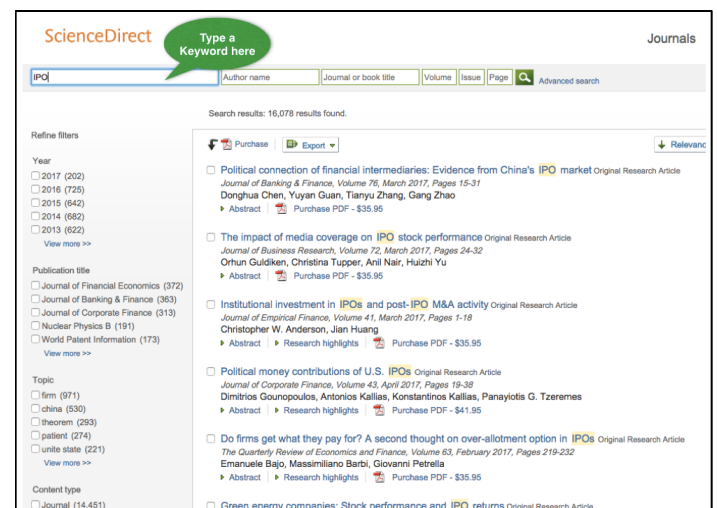 ScienceDirect
Type a
Keyword here
Journals
IPO
Author name
Journal or book title
Volume
Issue
Page
Advanced search
Search results: 16,078 results found.
Refine filters
Year
2017 (202)
2016 (725)
2015 (642)
2014 (682)
2013 (622)
View more >>
Publication title
Journal of Financial Economics (372)
Journal of Banking & Finance (363)
Journal of Corporate Finance (313)
Nuclear Physics B (191)
World Patent Information (173)
View more >>
Topic
firm (971)
china (530)
theorem (293)
patient (274)
unite state (221)
View more >>
Content type
Journal (14,451)
Purchase
Export
Relevanc
Political connection of financial intermediaries: Evidence from China's IPO market Original Research Article
Journal of Banking & Finance, Volume 76, March 2017, Pages 15-31
Donghua Chen, Yuyan Guan, Tianyu Zhang, Gang Zhao
Abstract Purchase PDF - $35.95
The impact of media coverage on IPO stock performance Original Research Article
Journal of Business Research, Volume 72, March 2017, Pages 24-32
Orhun Guldiken, Christina Tupper, Anil Nair, Huizhi Yu
Abstract Purchase PDF - $35.95
Institutional investment in IPOs and post-IPO M&A activity Original Research Article
Journal of Empirical Finance, Volume 41, March 2017, Pages 1-18
Christopher W. Anderson, Jian Huang
Abstract Research highlights Purchase PDF - $35.95
Political money contributions of U.S. IPOs Original Research Article
Journal of Corporate Finance, Volume 43, April 2017, Pages 19-38
Dimitrios Gounopoulos, Antonios Kallias, Konstantinos Kallias, Panayiotis G. Tzeremes
Abstract Research highlights Purchase PDF - $41.95
Do firms get what they pay for? A second thought on over-allotment option in IPOs Original Research Article
The Quarterly Review of Economics and Finance, Volume 63, February 2017, Pages 219-232
Emanuele Bajo, Massimiliano Barbi, Giovanni Petrella
Abstract Research highlights Purchase PDF - $35.95
Green energy companies: Stock performance and IPO returns Original Research Article